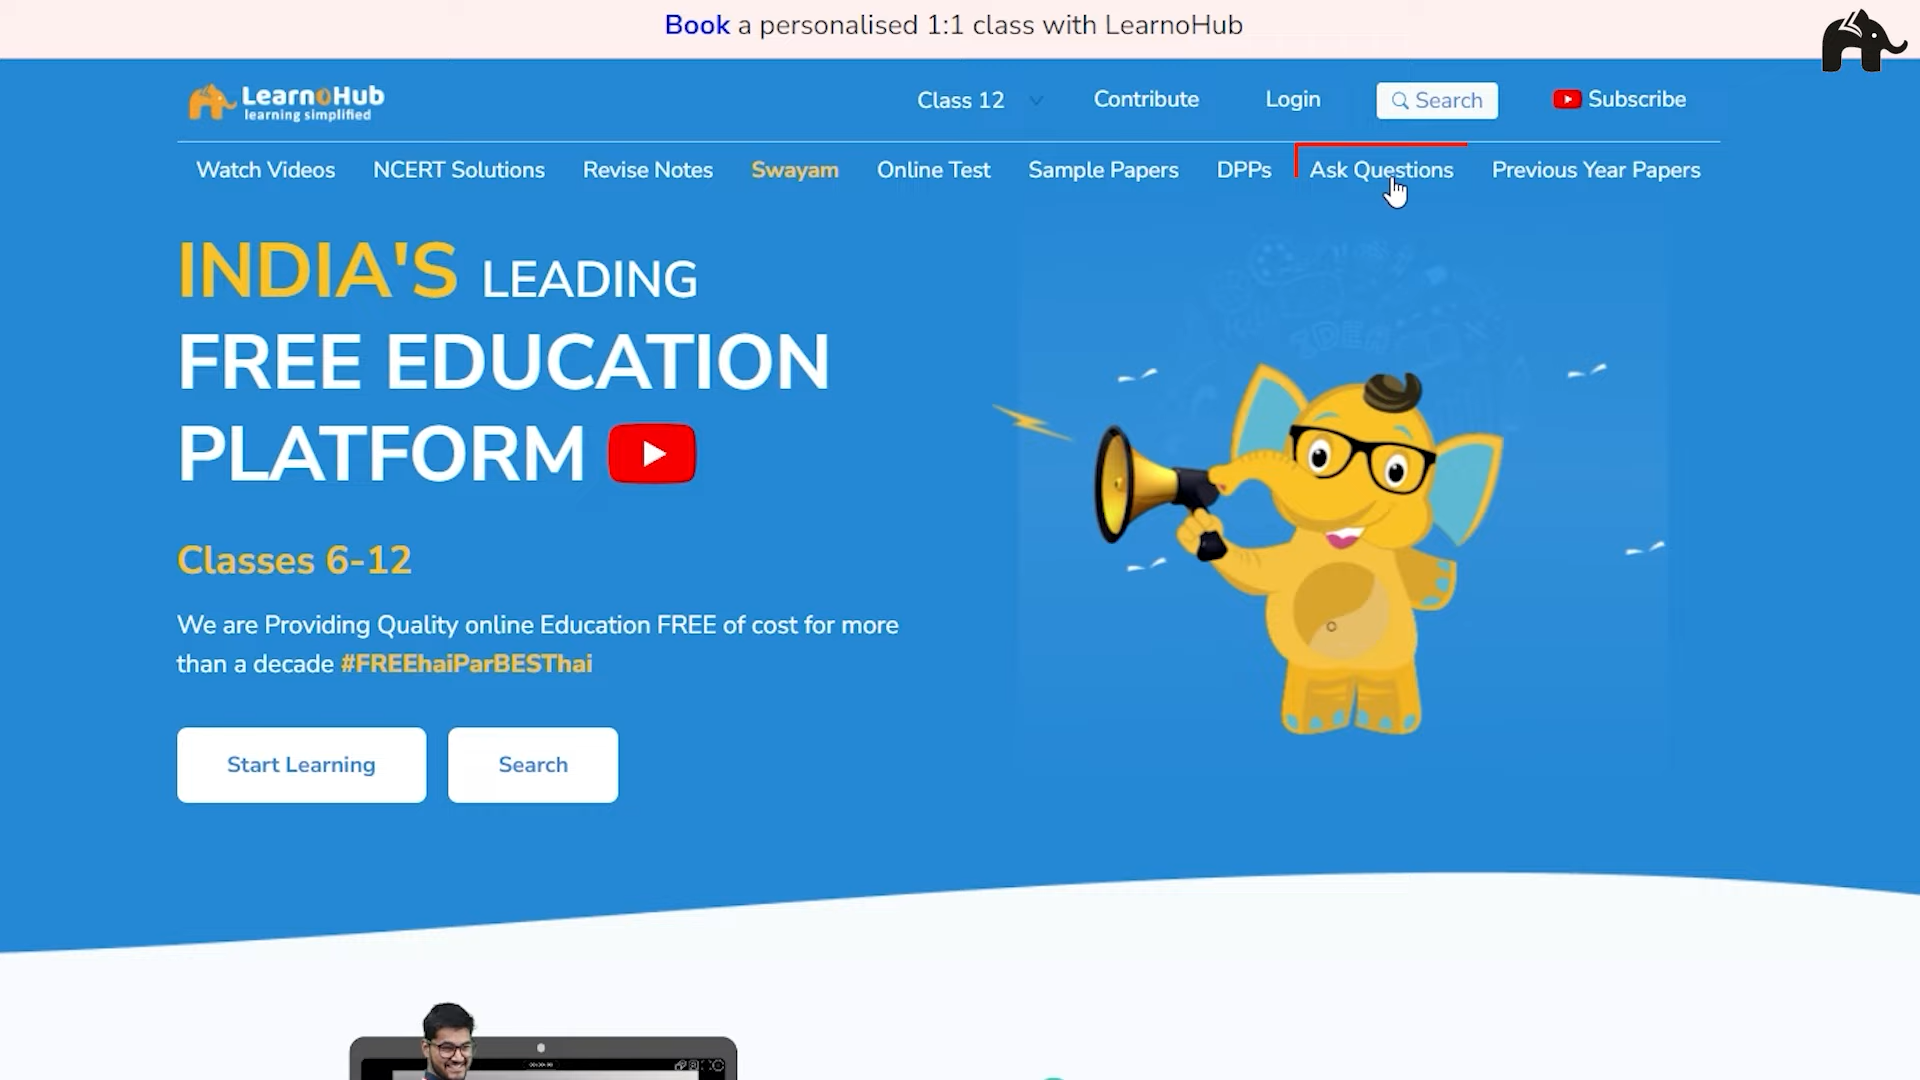 Book a personalised 1:1 class with LearnoHub
LearnoHub
learning simplified
Class 12
Contribute
Login
Search
Subscribe
Watch Videos
NCERT Solutions
Revise Notes
Swayam
Online Test
Sample Papers
DPPs
Ask Questions
Previous Year Papers
INDIA'S LEADING
FREE EDUCATION
PLATFORM
IDEA
Classes 6-12
We are Providing Quality online Education FREE of cost for more
than a decade #FREEhaiParBESThai
Start Learning
Search